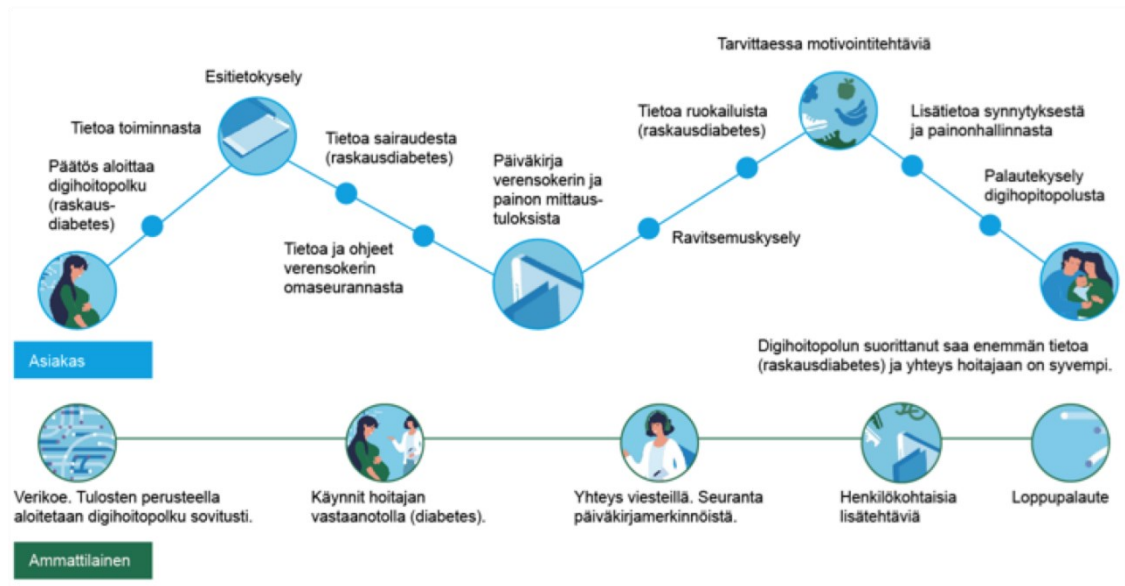 Tarvittaessa motivointitehtäviä
Esitietokysely
Tietoa toiminnasta
Päätös aloittaa
digihoitopolku
(raskaus-
diabetes)
Tietoa sairaudesta
(raskausdiabetes)
Tietoa ja ohjeet
verensokerin
omaseurannasta
Päiväkirja
verensokerin ja
painon mittaus-
tuloksista
Tietoa ruokailuista
(raskausdiabetes)
Ravitsemuskysely
Lisätietoa synnytyksestä
ja painonhallinnasta
Palautekysely
digihopitopolusta
Digihoitopolun suorittanut saa enemmän tietoa
(raskausdiabetes) ja yhteys hoitajaan on syvempi.
Asiakas
Verikoe. Tulosten perusteella
aloitetaan digihoitopolku sovitusti.
Käynnit hoitajan
vastaanotolla (diabetes).
Yhteys viesteillä. Seuranta
päiväkirjamerkinnöistä.
Henkilökohtaisia
lisätehtäviä
Loppupalaute
Ammattilainen